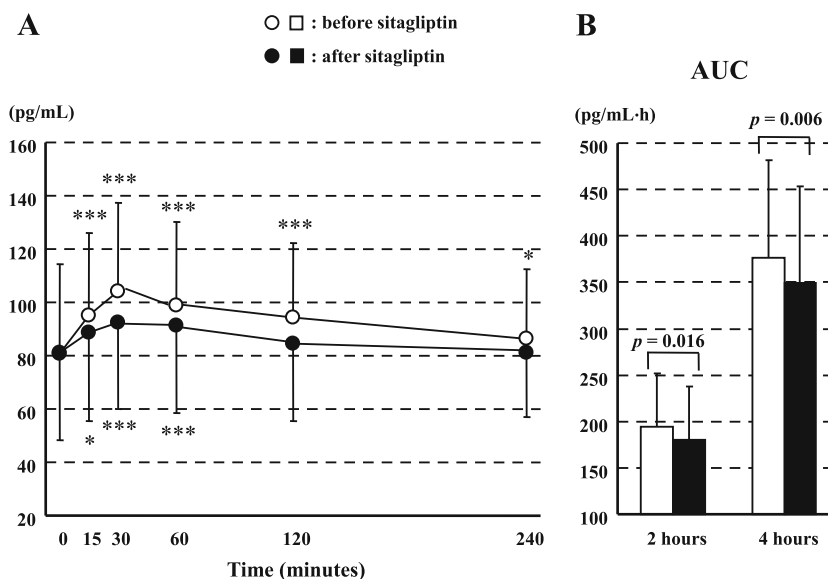 A
: before sitagliptin
: after sitagliptin
(pg/mL)
160
140
120
100
80
60
40
20
*** *** *** *** *
* *** ***
0 15 30 60 120 240
Time (minutes)
B
AUC
(pg/mL·h)
500
450
400
350
300
250
200
150
100
p = 0.006
p = 0.016
2 hours 4 hours